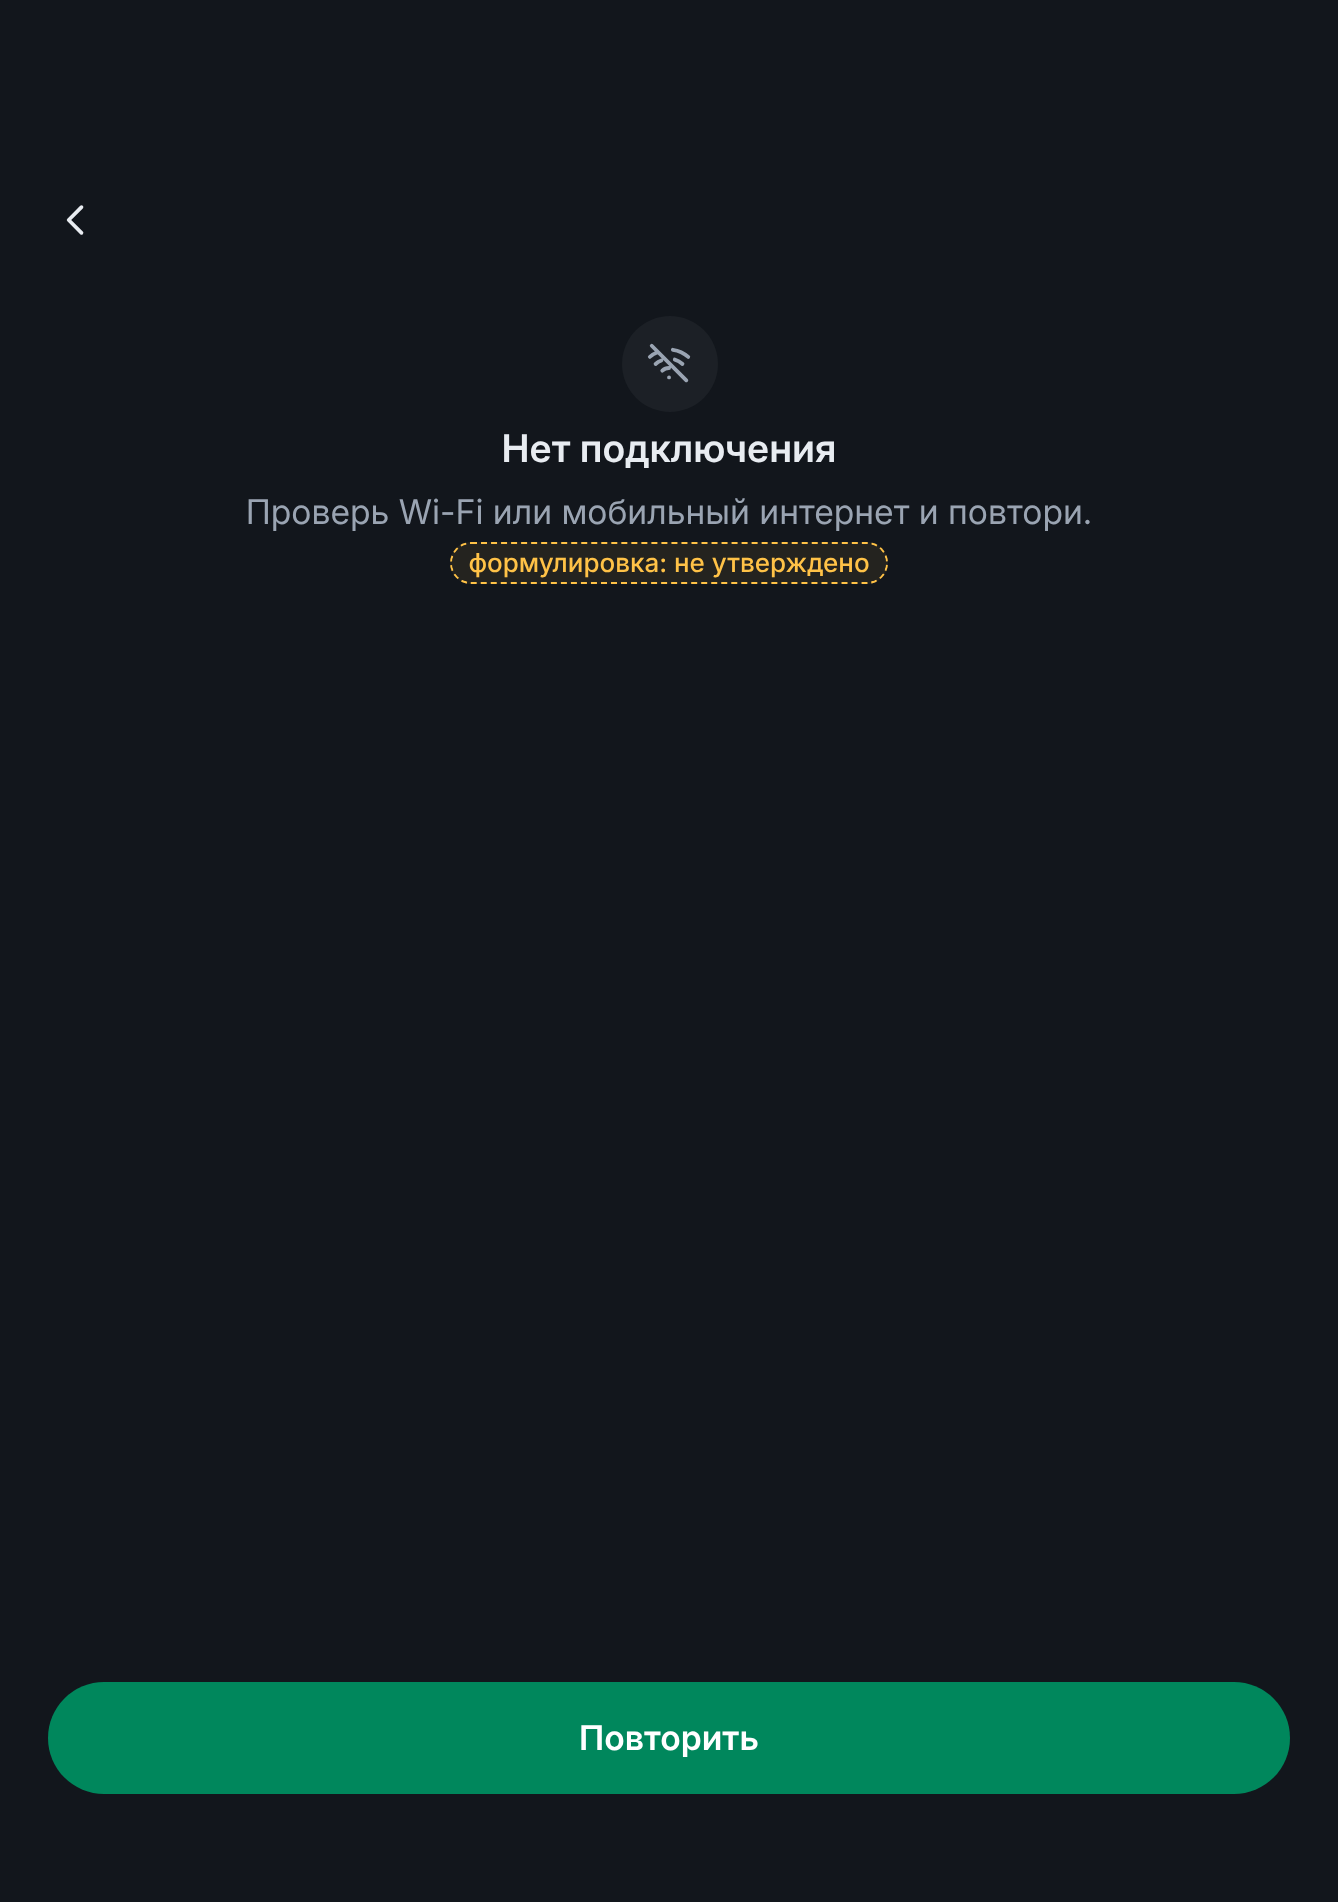 Нет подключения
Проверь Wi-Fi или мобильный интернет и повтори.
формулировка: не утверждено
Повторить